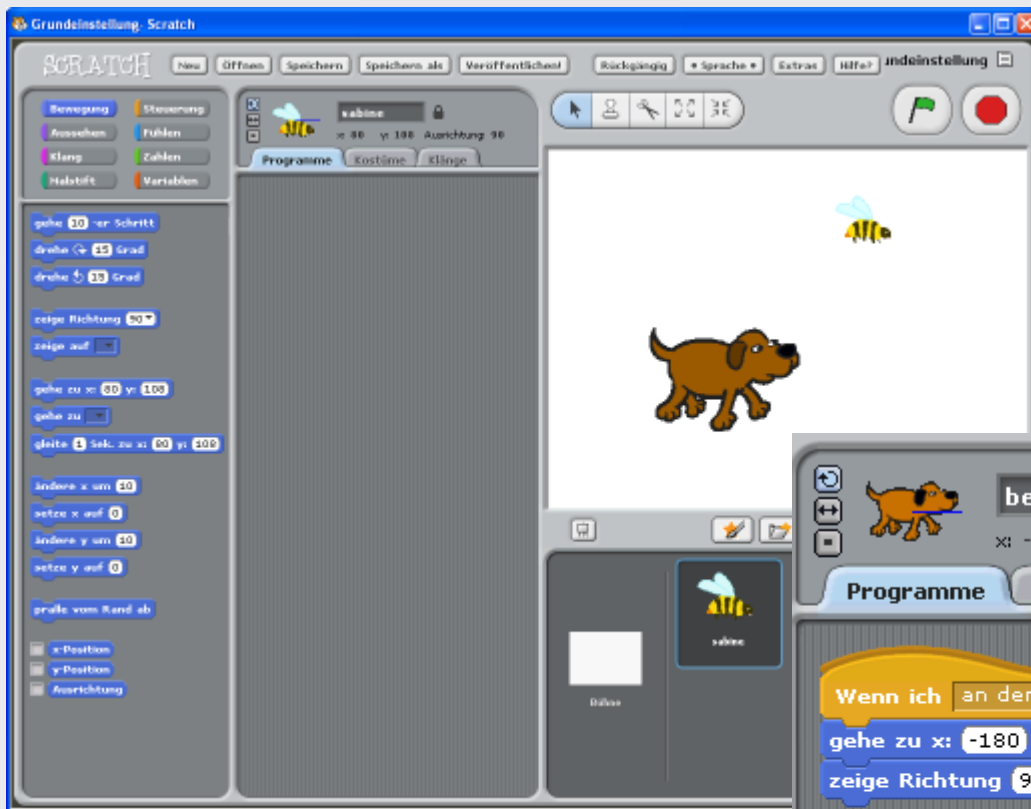 Grundeinstellung- Scratch
SCRATCH Neu Öffnen Speichern Speichern als Veröffentlichen! Rückgängig • Sprache • Extras Hilfe? undeinstellung
Bewegung Steuerung
Aussehen Fühlen
Klang Zahlen
Malstift Variablen
sabine
x: 80 y: 108 Ausrichtung: 90
Programme Kostüme Klänge
gehe 10 -er Schritt
drehe 15 Grad
drehe 15 Grad
zeige Richtung 90
zeige auf
gehe zu x: 80 y: 108
gehe zu
gleite 1 Sek. zu x: 80 y: 108
ändere x um 10
setze x auf 0
ändere y um 10
setze y auf 0
pralle vom Rand ab
x-Position
y-Position
Ausrichtung
sabine
Bühne
be
x: -
Programme
Wenn ich an der
gehe zu x: -180
zeige Richtung 9